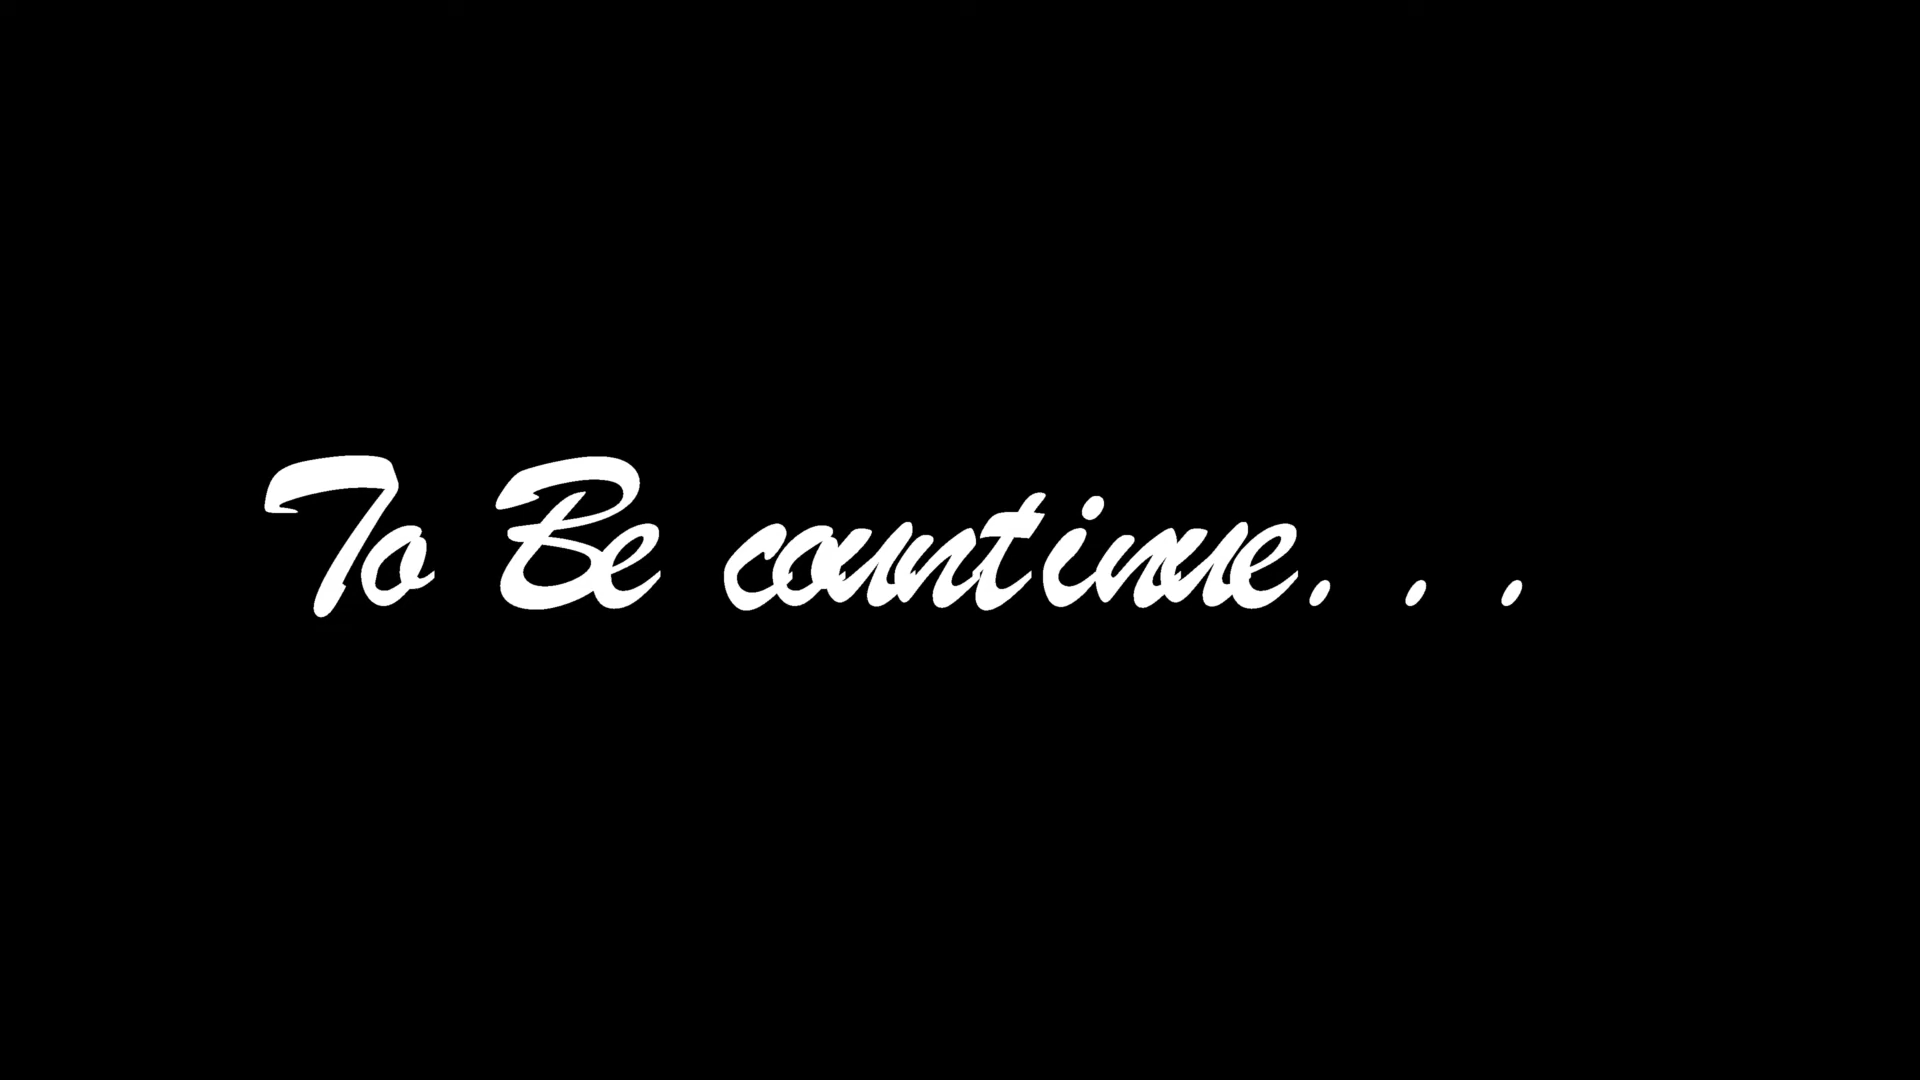 To Be countinue. . .